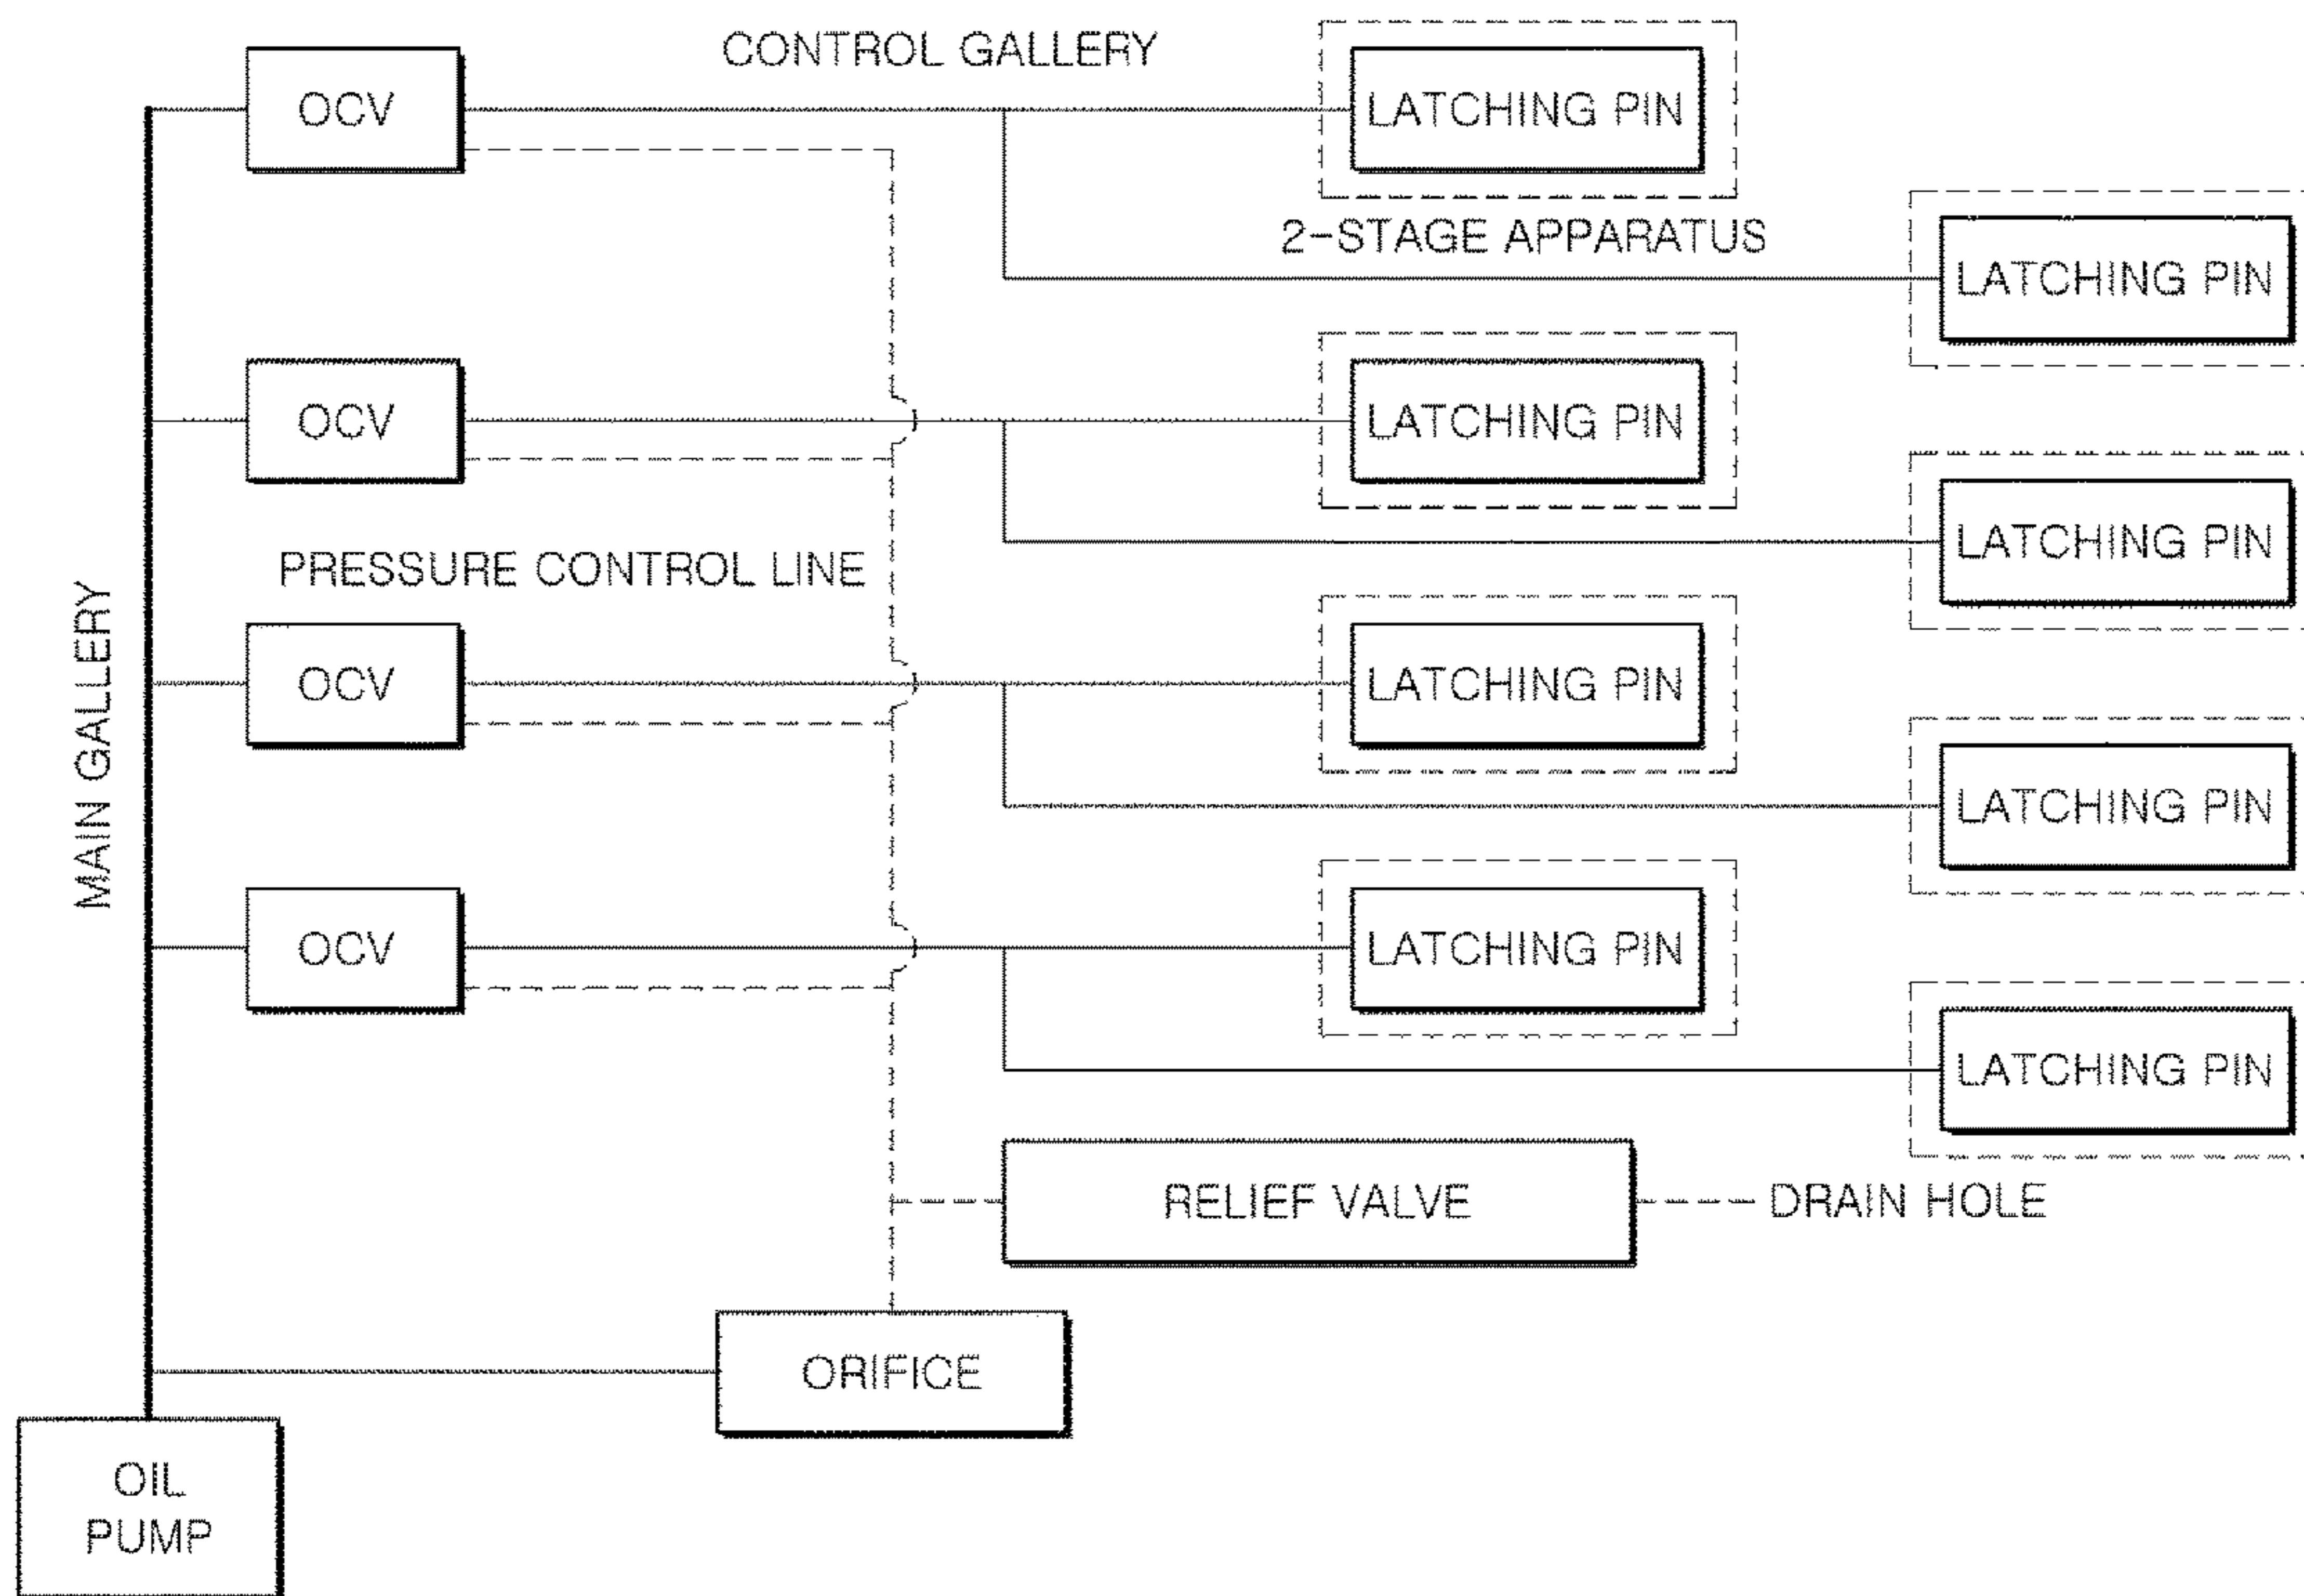 CONTROL GALLERY
OCV
LATCHING PIN
2-STAGE APPARATUS
LATCHING PIN
OCV
LATCHING PIN
LATCHING PIN
PRESSURE CONTROL LINE
MAIN GALLERY
OCV
LATCHING PIN
LATCHING PIN
OCV
LATCHING PIN
LATCHING PIN
RELIEF VALVE
DRAIN HOLE
ORIFICE
OIL
PUMP